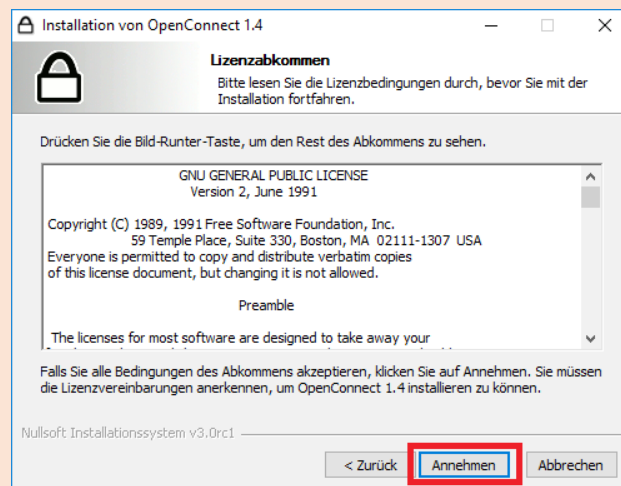 Installation von OpenConnect 1.4
Lizenzabkommen
Bitte lesen Sie die Lizenzbedingungen durch, bevor Sie mit der
Installation fortfahren.
Drücken Sie die Bild-Runter-Taste, um den Rest des Abkommens zu sehen.
GNU GENERAL PUBLIC LICENSE
Version 2, June 1991
Copyright (C) 1989, 1991 Free Software Foundation, Inc.
59 Temple Place, Suite 330, Boston, MA 02111-1307 USA
Everyone is permitted to copy and distribute verbatim copies
of this license document, but changing it is not allowed.
Preamble
The licenses for most software are designed to take away your
Falls Sie alle Bedingungen des Abkommens akzeptieren, klicken Sie auf Annehmen. Sie müssen
die Lizenzvereinbarungen anerkennen, um OpenConnect 1.4 installieren zu können.
Nullsoft Installationssystem v3.0rc1
< Zurück Annehmen Abbrechen